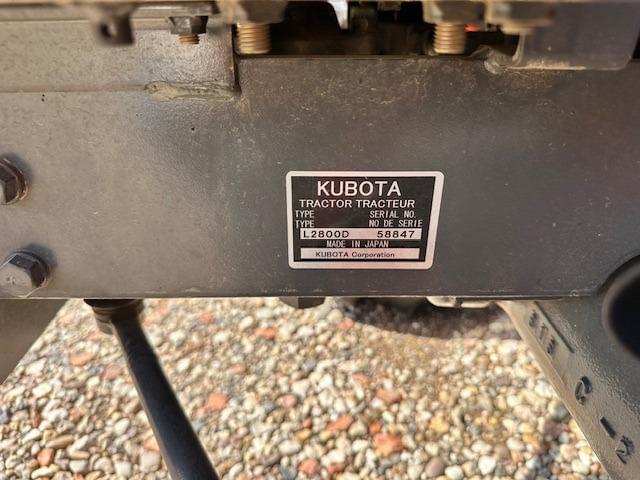 KUBOTA
TRACTOR TRACTEUR
TYPE SERIAL NO.
TYPE NO DE SERIE
L2800D 58847
MADE IN JAPAN
KUBOTA Corporation